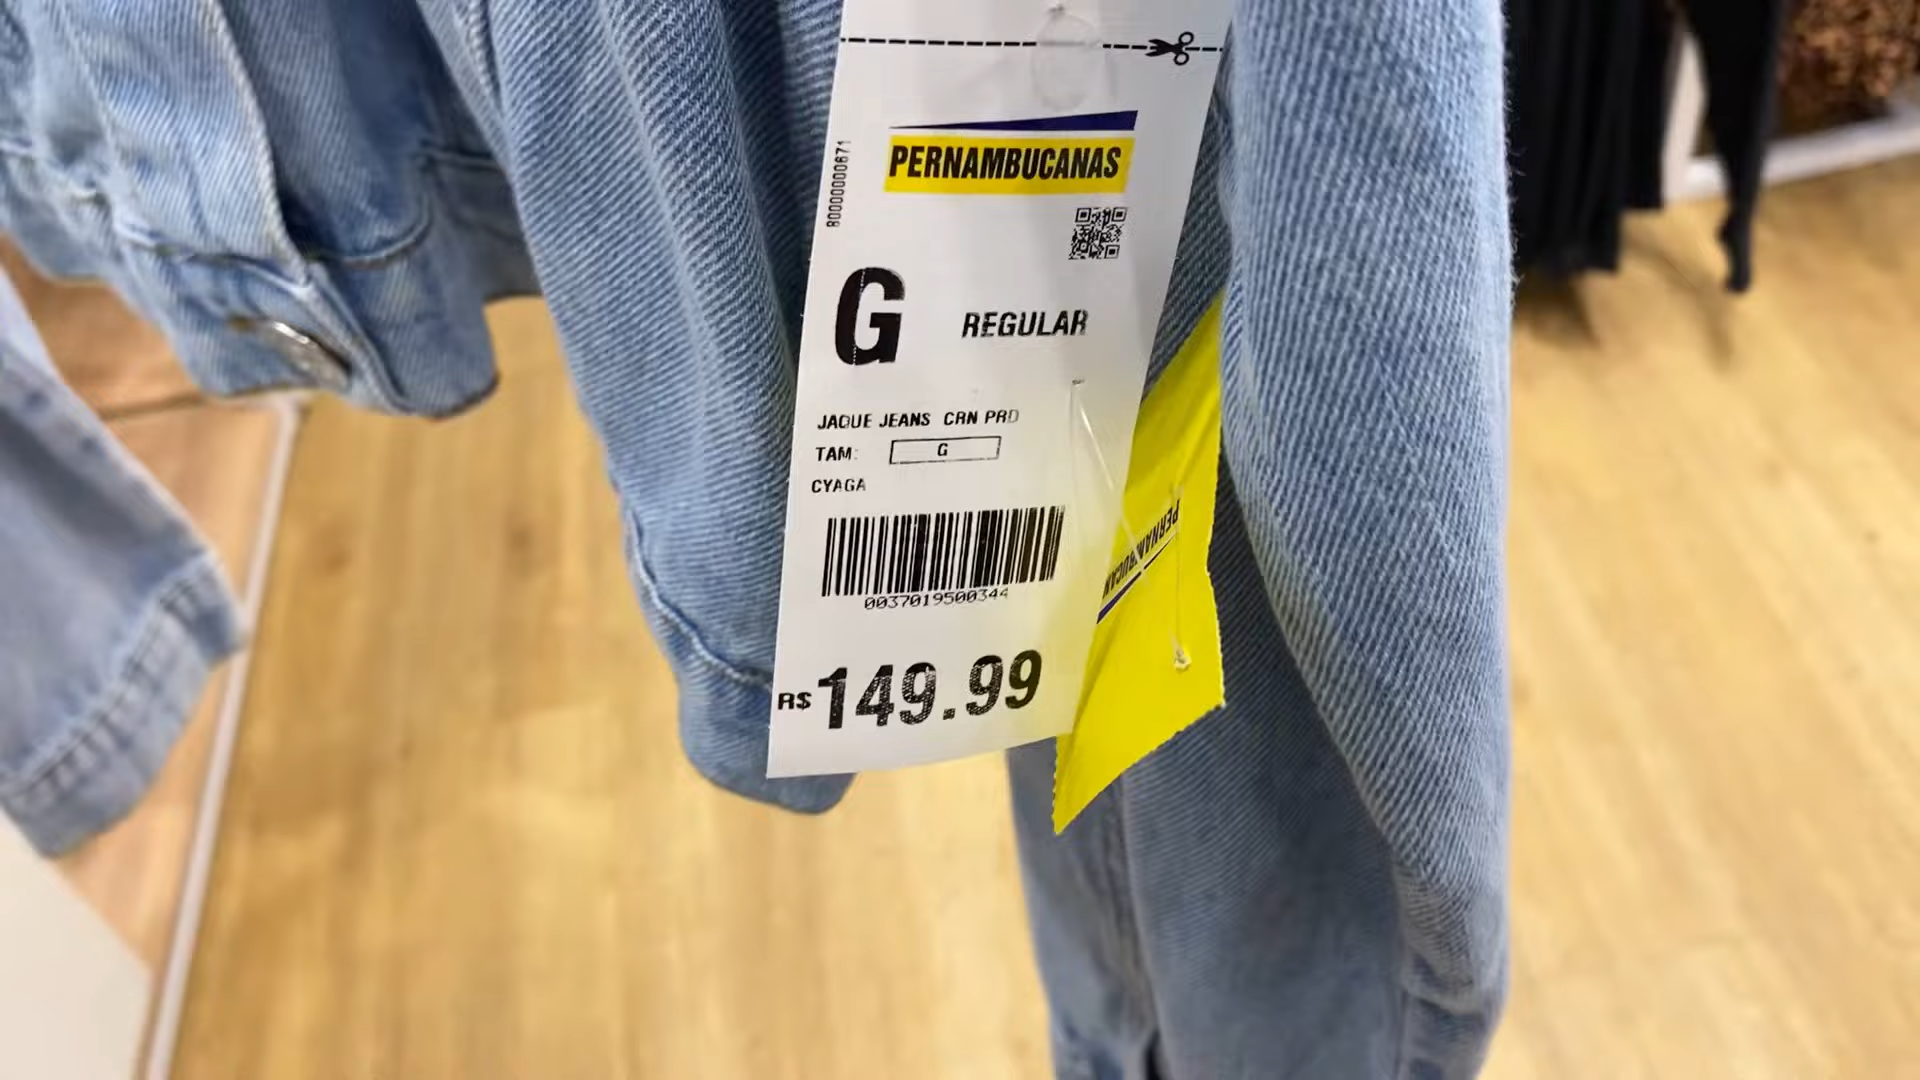 PERNAMBUCANAS
80000000671
G REGULAR
JAQUE JEANS CRN PRD
TAM: G
CYAGA
0037019500344
R$149.99
PERNAMBUCAN